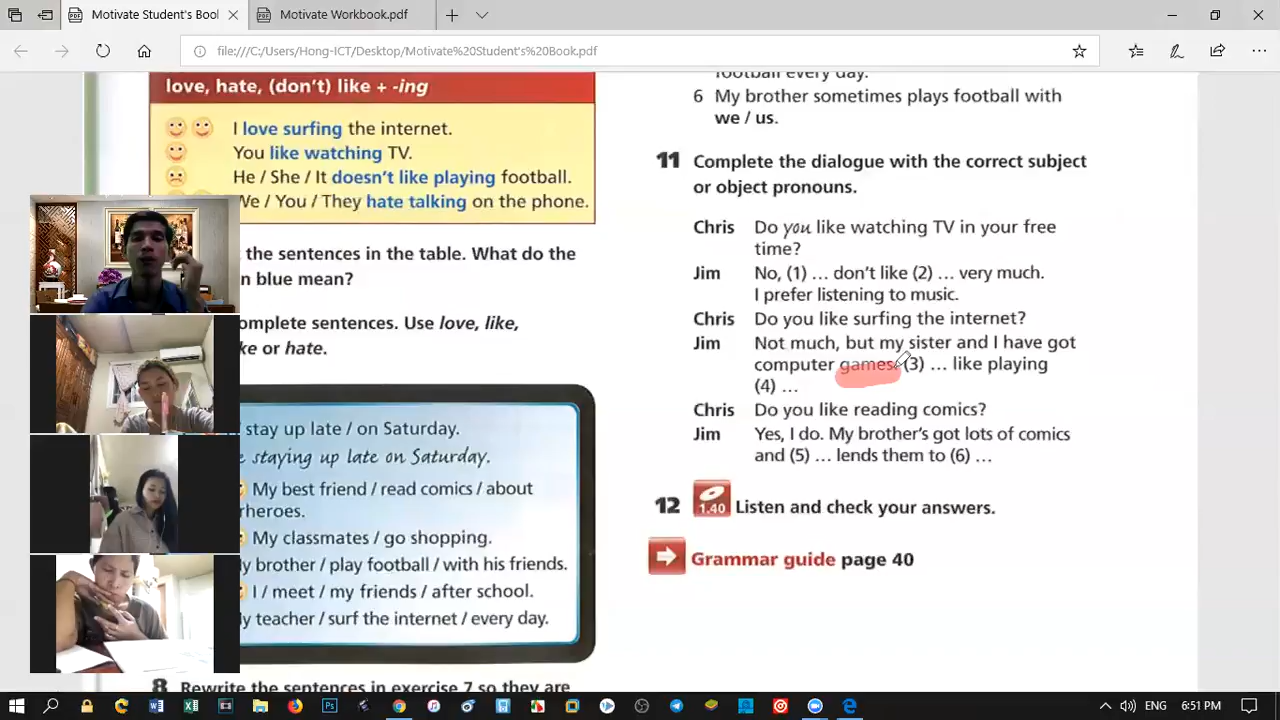 Motivate Student's Book.
Motivate Workbook.pdf
file:///C:/Users/Hong-ICT/Desktop/Motivate%20Student's%20Book.pdf
love, hate, (don't) like + -ing
I love surfing the internet.
You like watching TV.
He / She / It doesn't like playing football.
We / You / They hate talking on the phone.
the sentences in the table. What do the
n blue mean?
omplete sentences. Use love, like,
ke or hate.
stay up late / on Saturday.
e staying up late on Saturday.
My best friend / read comics / about
rheroes.
My classmates / go shopping.
y brother / play football / with his friends.
I / meet / my friends / after school.
y teacher / surf the internet / every day.
8 Rewrite the sentences in exercise 7 so they are
football every day.
6 My brother sometimes plays football with
we / us.
11 Complete the dialogue with the correct subject
or object pronouns.
Chris Do you like watching TV in your free
time?
Jim No, (1) … don't like (2) … very much.
I prefer listening to music.
Chris Do you like surfing the internet?
Jim Not much, but my sister and I have got
computer games. (3) … like playing
(4) …
Chris Do you like reading comics?
Jim Yes, I do. My brother's got lots of comics
and (5) … lends them to (6) …
12 1.40 Listen and check your answers.
Grammar guide page 40
ENG 6:51 PM